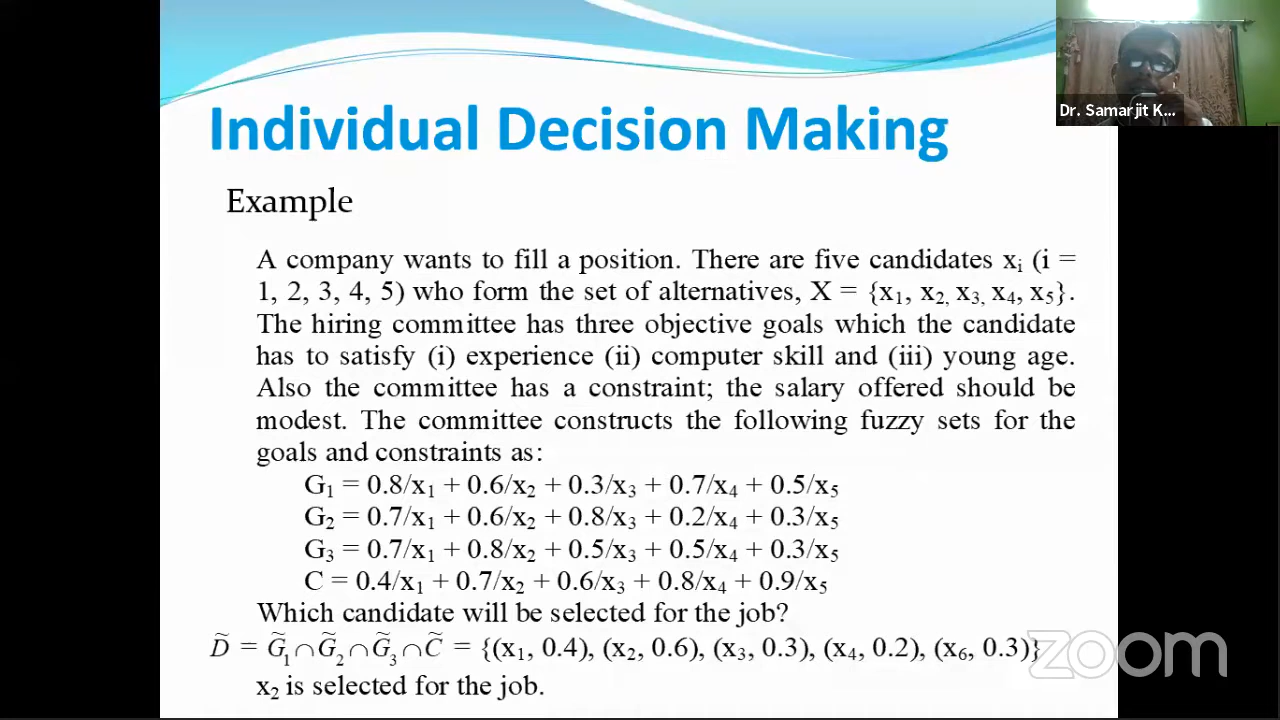 Dr. Samarjit K...
Individual Decision Making
Example
A company wants to fill a position. There are five candidates xᵢ (i =
1, 2, 3, 4, 5) who form the set of alternatives, X = {x₁, x₂, x₃, x₄, x₅}.
The hiring committee has three objective goals which the candidate
has to satisfy (i) experience (ii) computer skill and (iii) young age.
Also the committee has a constraint; the salary offered should be
modest. The committee constructs the following fuzzy sets for the
goals and constraints as:
G₁ = 0.8/x₁ + 0.6/x₂ + 0.3/x₃ + 0.7/x₄ + 0.5/x₅
G₂ = 0.7/x₁ + 0.6/x₂ + 0.8/x₃ + 0.2/x₄ + 0.3/x₅
G₃ = 0.7/x₁ + 0.8/x₂ + 0.5/x₃ + 0.5/x₄ + 0.3/x₅
C = 0.4/x₁ + 0.7/x₂ + 0.6/x₃ + 0.8/x₄ + 0.9/x₅
Which candidate will be selected for the job?
D̃ = G̃₁∩G̃₂∩G̃₃∩C̃ = {(x₁, 0.4), (x₂, 0.6), (x₃, 0.3), (x₄, 0.2), (x₆, 0.3)}
x₂ is selected for the job.
zoom